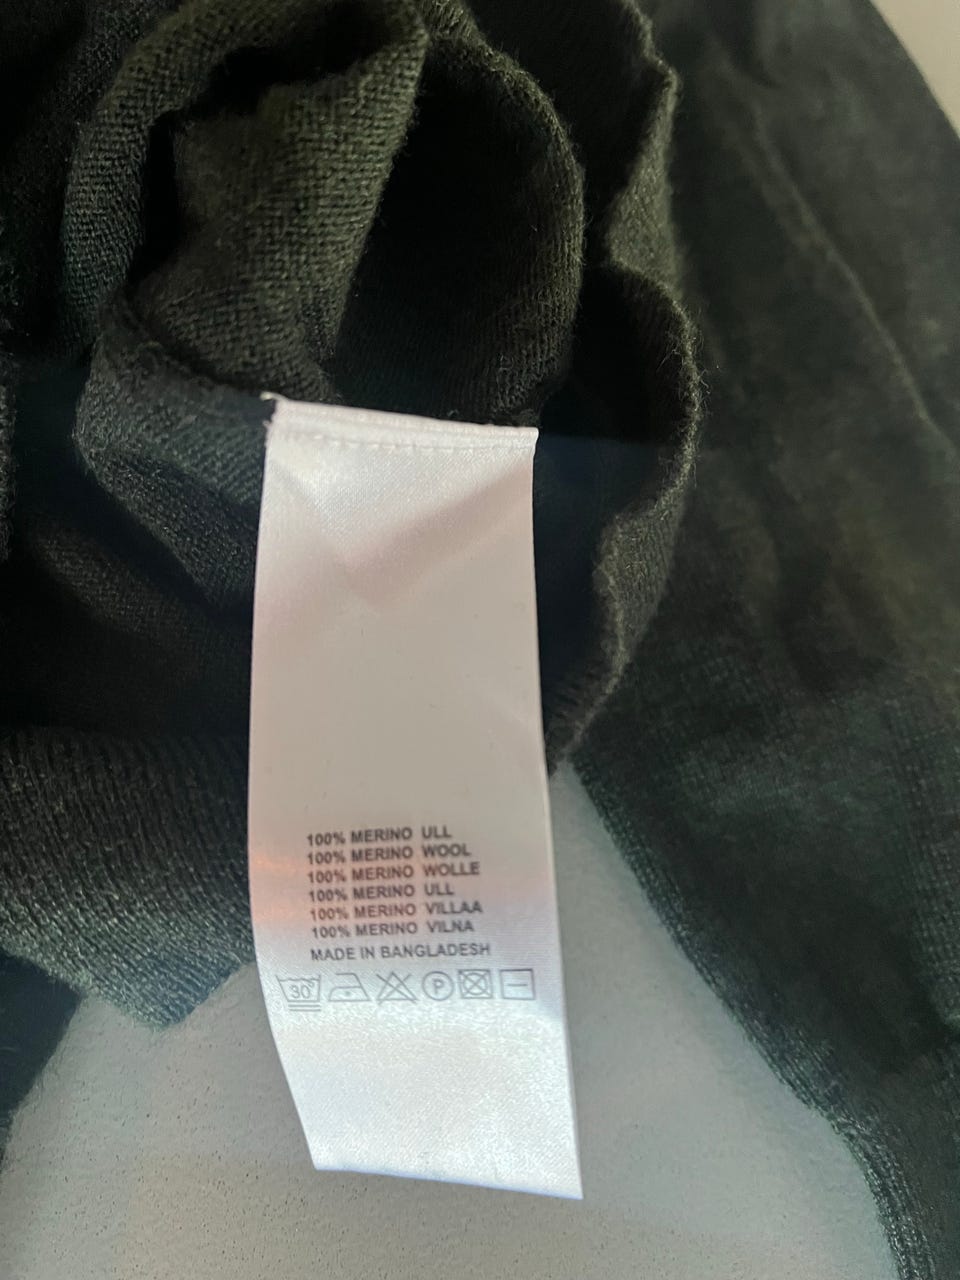 100% MERINO ULL
100% MERINO WOOL
100% MERINO WOLLE
100% MERINO ULL
100% MERINO VILLAA
100% MERINO VILNA
MADE IN BANGLADESH
30° P